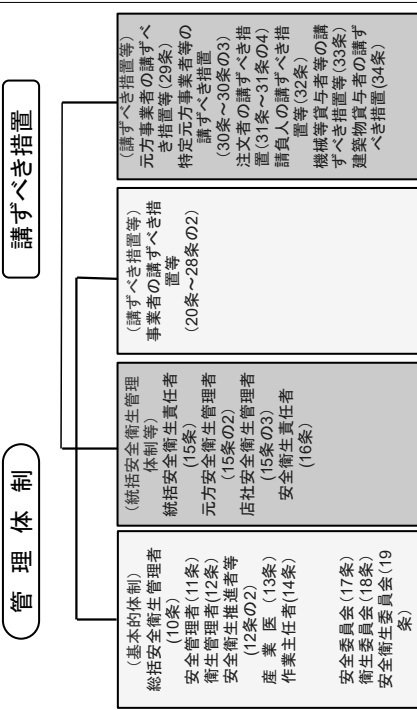 管 理 体 制
講ずべき措置
(基本的体制)
総括安全衛生管理者
(10条)
安全管理者(11条)
衛生管理者(12条)
安全衛生推進者等
(12条の2)
産 業 医 (13条)
作業主任者(14条)
安全委員会(17条)
衛生委員会(18条)
安全衛生委員会(19
条)
(統括安全衛生管理
体制等)
統括安全衛生責任者
(15条)
元方安全衛生管理者
(15条の2)
店社安全衛生管理者
(15条の3)
安全衛生責任者
(16条)
(講ずべき措置等)
事業者の講ずべき措
置等
(20条~28条の2)
(講ずべき措置等)
元方事業者の講ずべ
き措置等(29条)
特定元方事業者等の
講ずべき措置
(30条~30条の3)
注文者の講ずべき措
置(31条~31条の4)
請負人の講ずべき措
置等(32条)
機械等貸与者等の講
ずべき措置等(33条)
建築物貸与者の講ず
べき措置(34条)